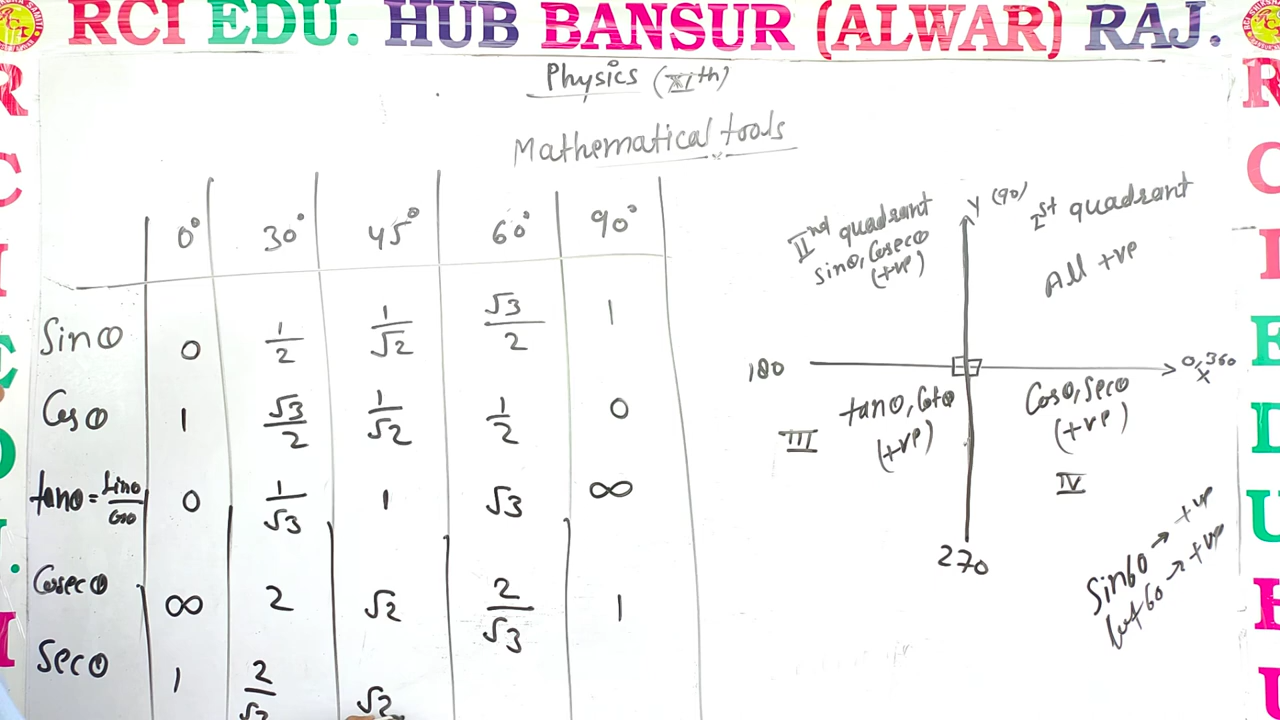 RCI EDU. HUB BANSUR (ALWAR) RAJ.
Physics (XIth)
Mathematical tools
0° 30° 45° 60° 90°
Sinθ 0 1/2 1/√2 √3/2 1
Cosθ 1 √3/2 1/√2 1/2 0
tanθ = Sinθ/Cosθ 0 1/√3 1 √3 ∞
Cosecθ ∞ 2 √2 2/√3 1
Secθ 1 2/√3 √2
Y (90)
IInd quadrant
sinθ, Cosecθ
(+ve)
Ist quadrant
All +ve
180
0, 360
X
tanθ, Cotθ
(+ve)
III
Cosθ, Secθ
(+ve)
IV
270
Sin60 → +ve
Cot60 → +ve
R
C
I
E
D
U
H
U
R
C
I
E
D
U.
H